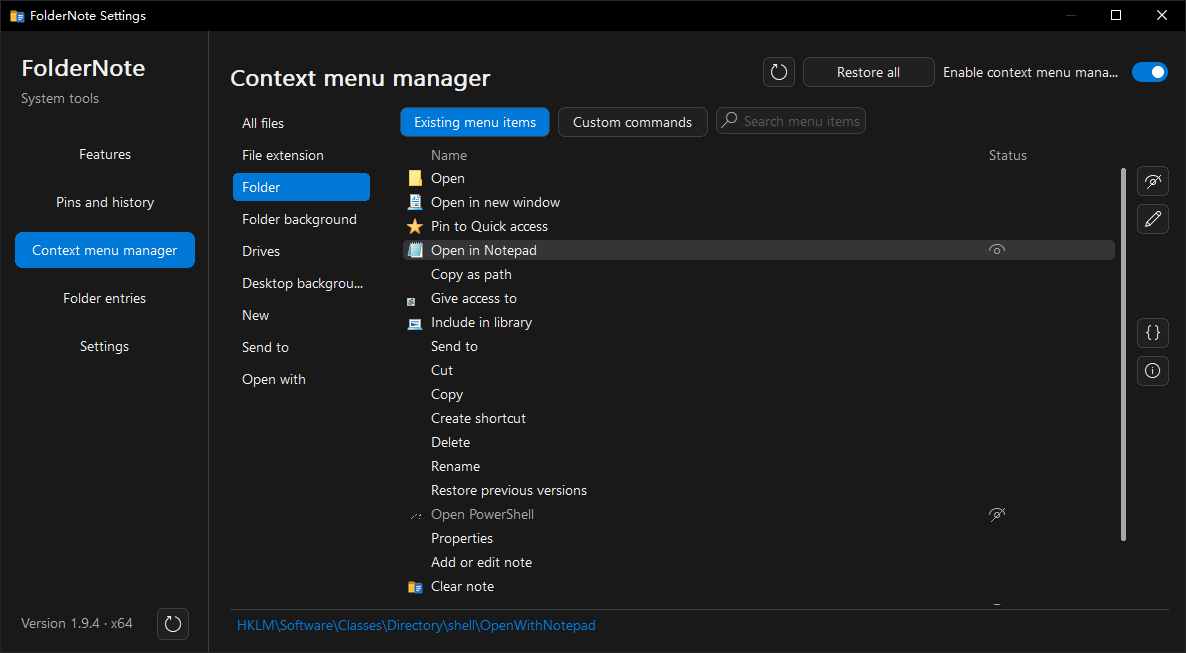 FolderNote Settings
FolderNote
System tools
Features
Pins and history
Context menu manager
Folder entries
Settings
Version 1.9.4 · x64
Context menu manager
Restore all
Enable context menu mana...
All files
File extension
Folder
Folder background
Drives
Desktop backgrou...
New
Send to
Open with
Existing menu items
Custom commands
Search menu items
Name
Status
Open
Open in new window
Pin to Quick access
Open in Notepad
Copy as path
Give access to
Include in library
Send to
Cut
Copy
Create shortcut
Delete
Rename
Restore previous versions
Open PowerShell
Properties
Add or edit note
Clear note
HKLM\Software\Classes\Directory\shell\OpenWithNotepad